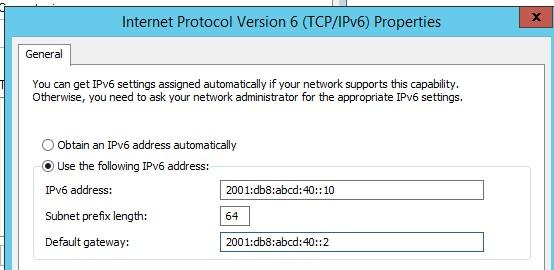 Internet Protocol Version 6 (TCP/IPv6) Properties
x
General
You can get IPv6 settings assigned automatically if your network supports this capability.
Otherwise, you need to ask your network administrator for the appropriate IPv6 settings.
Obtain an IPv6 address automatically
Use the following IPv6 address:
IPv6 address: 2001:db8:abcd:40::10
Subnet prefix length: 64
Default gateway: 2001:db8:abcd:40::2